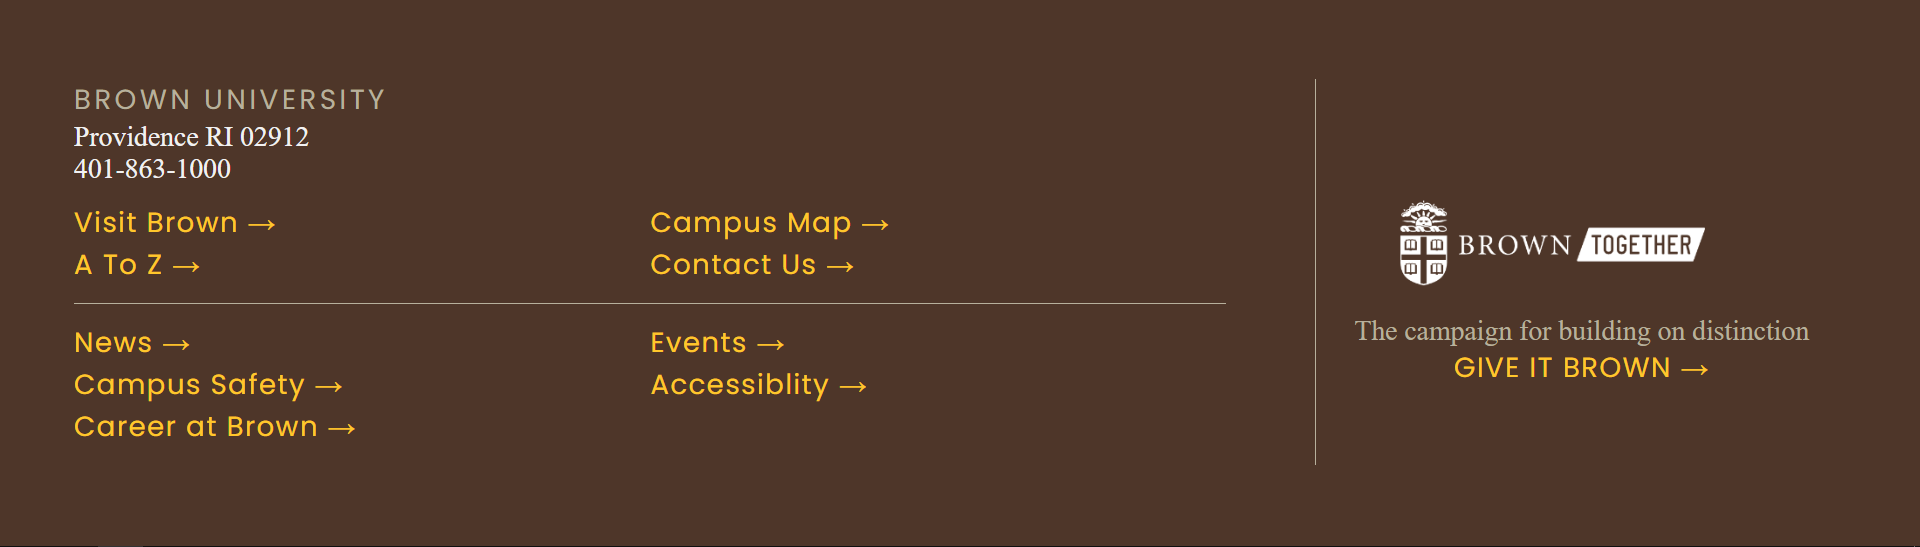 BROWN UNIVERSITY
Providence RI 02912
401-863-1000
Visit Brown →
Campus Map →
A To Z →
Contact Us →
News →
Events →
Campus Safety →
Accessiblity →
Career at Brown →
BROWN TOGETHER
The campaign for building on distinction
GIVE IT BROWN →